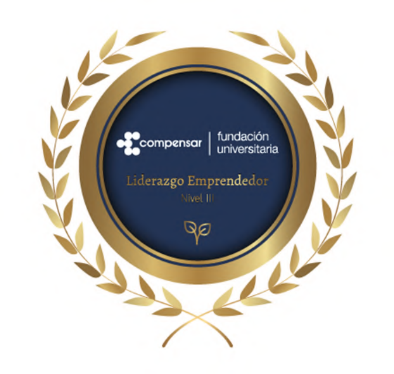 compensar
fundación
universitaria
Liderazgo Emprendedor
Nivel III